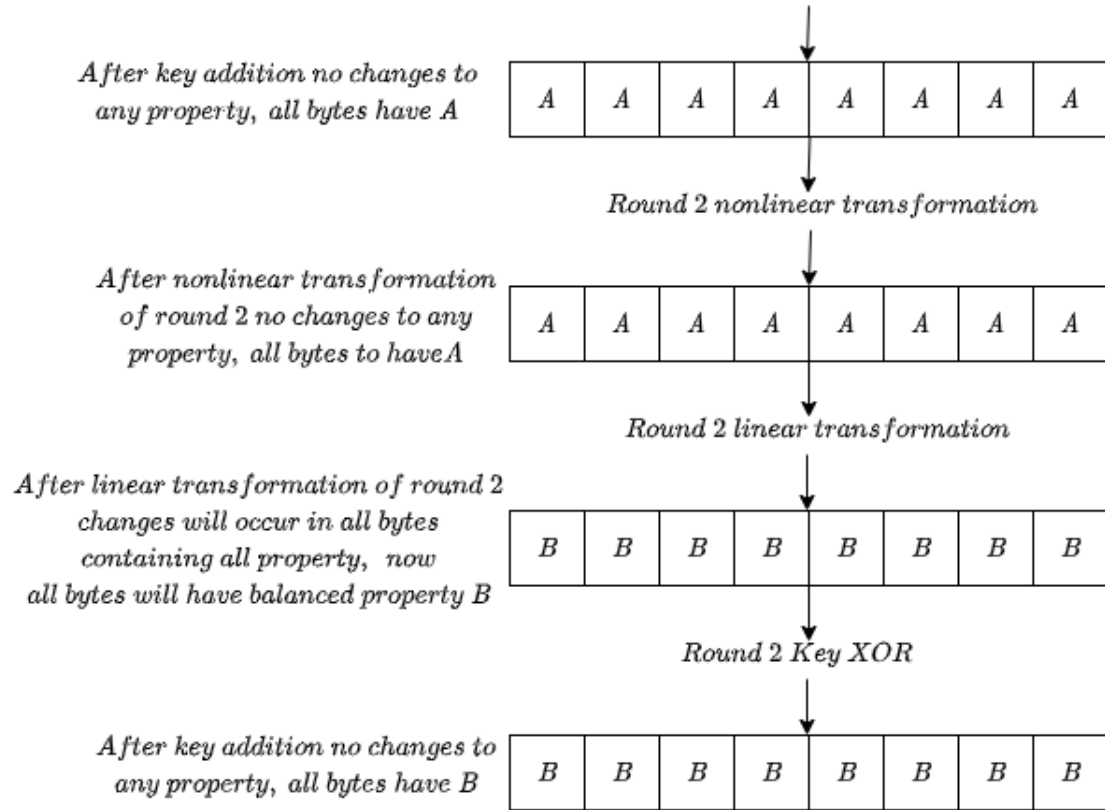 After key addition no changes to
any property, all bytes have A
A A A A A A A A
Round 2 nonlinear transformation
After nonlinear transformation
of round 2 no changes to any
property, all bytes to haveA
A A A A A A A A
Round 2 linear transformation
After linear transformation of round 2
changes will occur in all bytes
containing all property, now
all bytes will have balanced property B
B B B B B B B B
Round 2 Key XOR
After key addition no changes to
any property, all bytes have B
B B B B B B B B